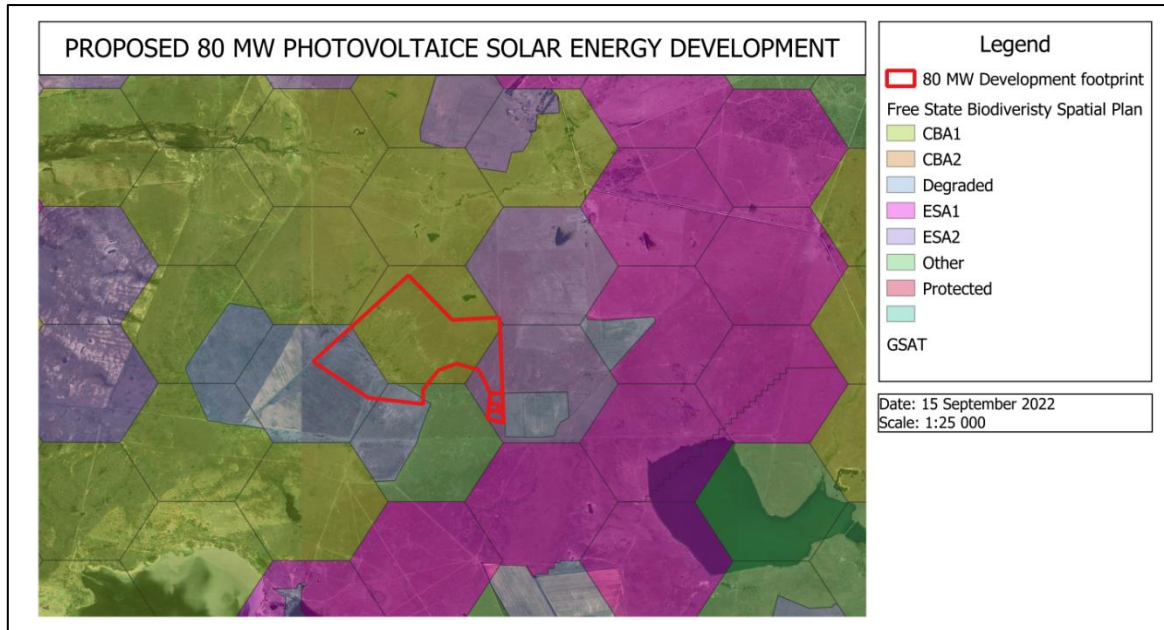 PROPOSED 80 MW PHOTOVOLTAICE SOLAR ENERGY DEVELOPMENT
Legend
80 MW Development footprint
Free State Biodiveristy Spatial Plan
CBA1
CBA2
Degraded
ESA1
ESA2
Other
Protected
GSAT
Date: 15 September 2022
Scale: 1:25 000